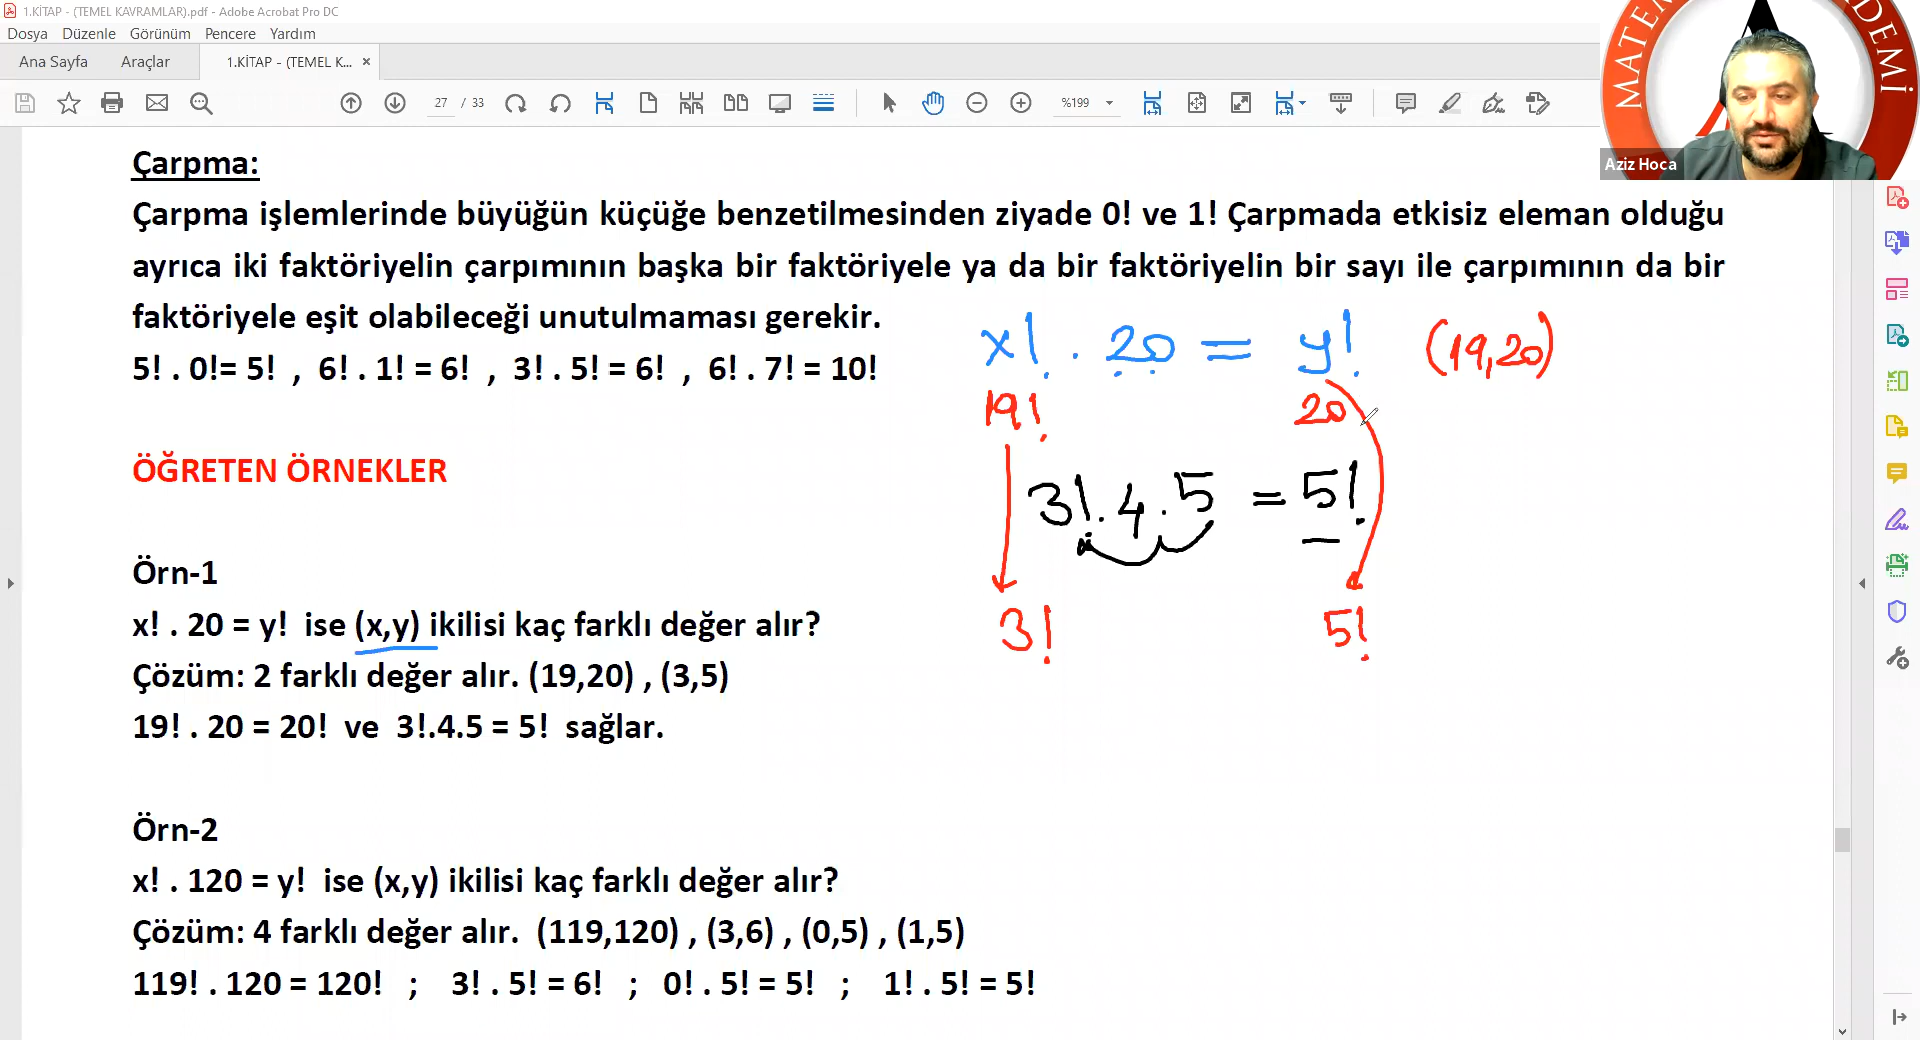 1.KİTAP - (TEMEL KAVRAMLAR).pdf - Adobe Acrobat Pro DC
Dosya Düzenle Görünüm Pencere Yardım
Ana Sayfa Araçlar 1.KİTAP - (TEMEL K... ×
27 / 33 %199
MATEM
DEMİ
Aziz Hoca
Çarpma:
Çarpma işlemlerinde büyüğün küçüğe benzetilmesinden ziyade 0! ve 1! Çarpmada etkisiz eleman olduğu
ayrıca iki faktöriyelin çarpımının başka bir faktöriyele ya da bir faktöriyelin bir sayı ile çarpımının da bir
faktöriyele eşit olabileceği unutulmaması gerekir.
x! . 20 = y! (19,20)
5! . 0!= 5! , 6! . 1! = 6! , 3! . 5! = 6! , 6! . 7! = 10!
19! 20
ÖĞRETEN ÖRNEKLER
3! . 4 . 5 = 5!
Örn-1
x! . 20 = y! ise (x,y) ikilisi kaç farklı değer alır?
3! 5!
Çözüm: 2 farklı değer alır. (19,20) , (3,5)
19! . 20 = 20! ve 3!.4.5 = 5! sağlar.
Örn-2
x! . 120 = y! ise (x,y) ikilisi kaç farklı değer alır?
Çözüm: 4 farklı değer alır. (119,120) , (3,6) , (0,5) , (1,5)
119! . 120 = 120! ; 3! . 5! = 6! ; 0! . 5! = 5! ; 1! . 5! = 5!